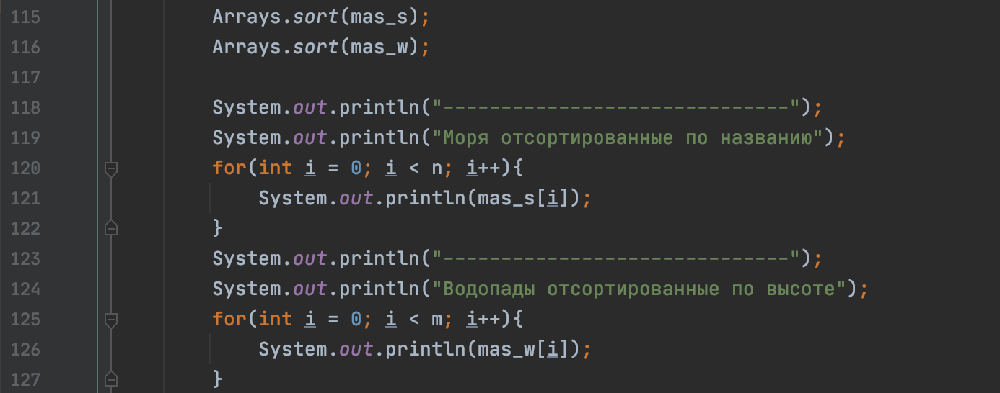 115 Arrays.sort(mas_s);
116 Arrays.sort(mas_w);
117
118 System.out.println("------------------------------");
119 System.out.println("Моря отсортированные по названию");
120 for(int i = 0; i < n; i++){
121 System.out.println(mas_s[i]);
122 }
123 System.out.println("------------------------------");
124 System.out.println("Водопады отсортированные по высоте");
125 for(int i = 0; i < m; i++){
126 System.out.println(mas_w[i]);
127 }